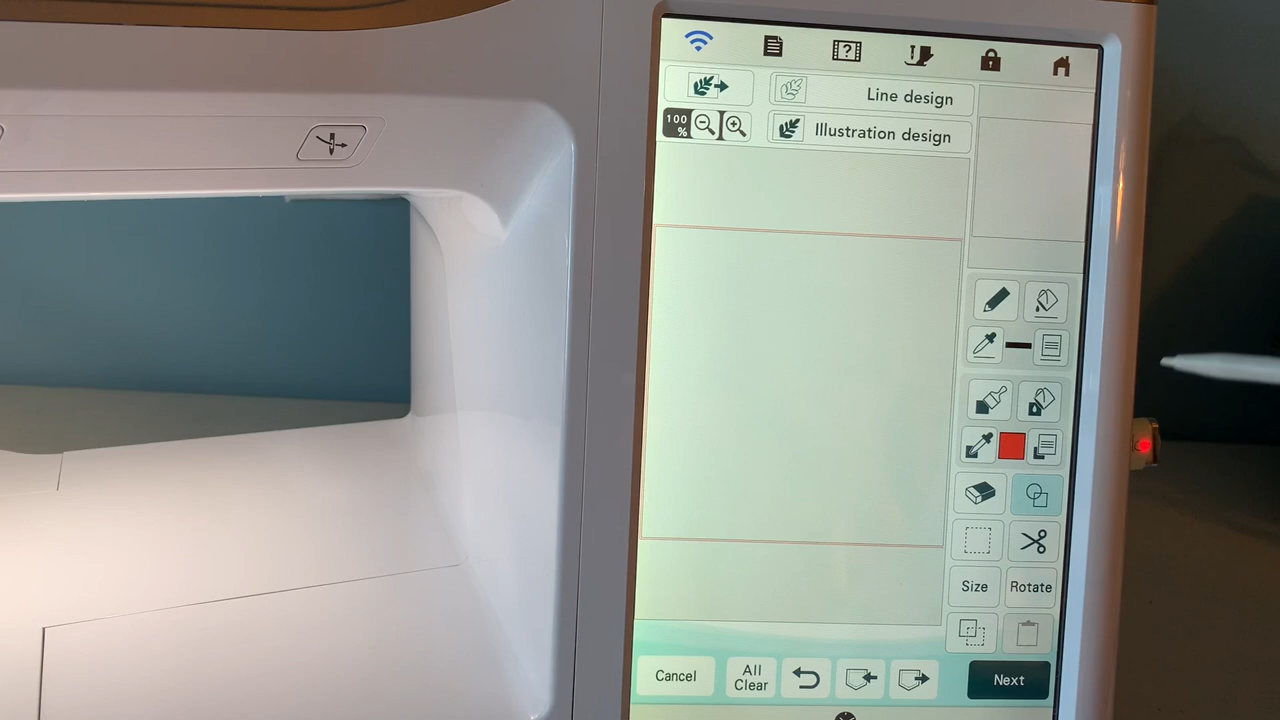 Line design
100
%
Illustration design
Size
Rotate
Cancel
All
Clear
Next